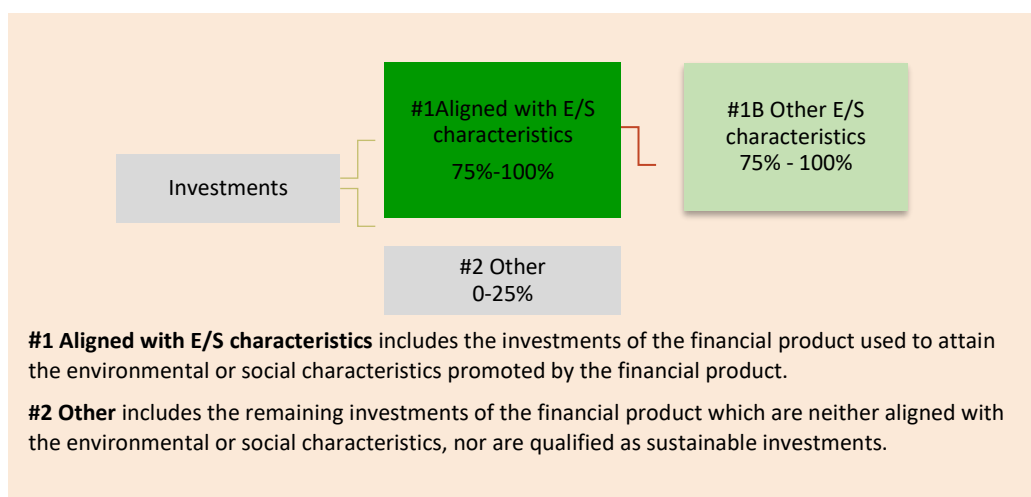 #1Aligned with E/S
characteristics
75%-100%
#1B Other E/S
characteristics
75% - 100%
Investments
#2 Other
0-25%
#1 Aligned with E/S characteristics includes the investments of the financial product used to attain
the environmental or social characteristics promoted by the financial product.
#2 Other includes the remaining investments of the financial product which are neither aligned with
the environmental or social characteristics, nor are qualified as sustainable investments.